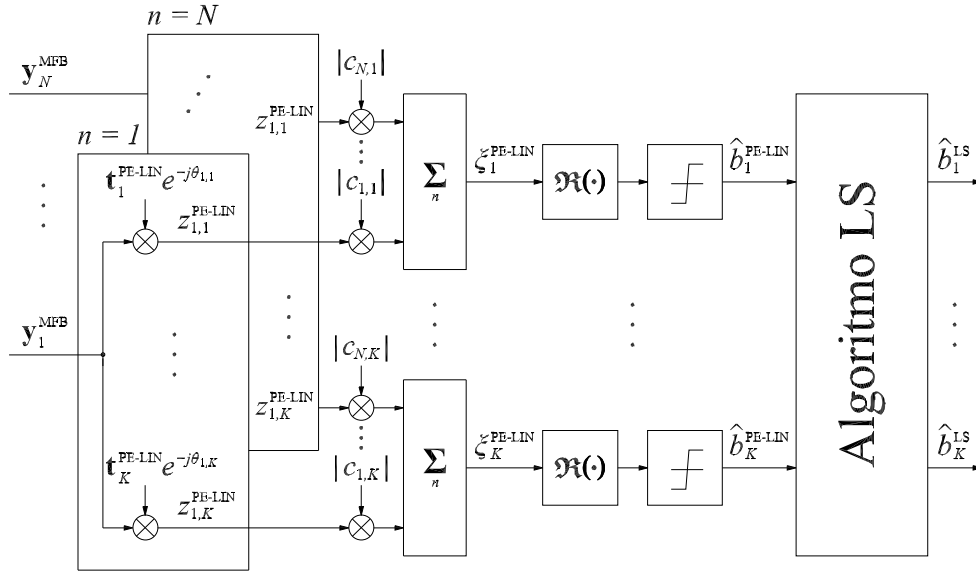 n = N
y_N^MFB
|c_{N,1}|
z_{1,1}^PE-LIN
n = 1
t_1^PE-LIN e^{-jθ_{1,1}}
|c_{1,1}|
z_{1,1}^PE-LIN
Σ
n
ξ_1^PE-LIN
ℜ(·)
b̂_1^PE-LIN
Algoritmo LS
b̂_1^LS
y_1^MFB
|c_{N,K}|
z_{1,K}^PE-LIN
t_K^PE-LIN e^{-jθ_{1,K}}
|c_{1,K}|
z_{1,K}^PE-LIN
Σ
n
ξ_K^PE-LIN
ℜ(·)
b̂_K^PE-LIN
b̂_K^LS